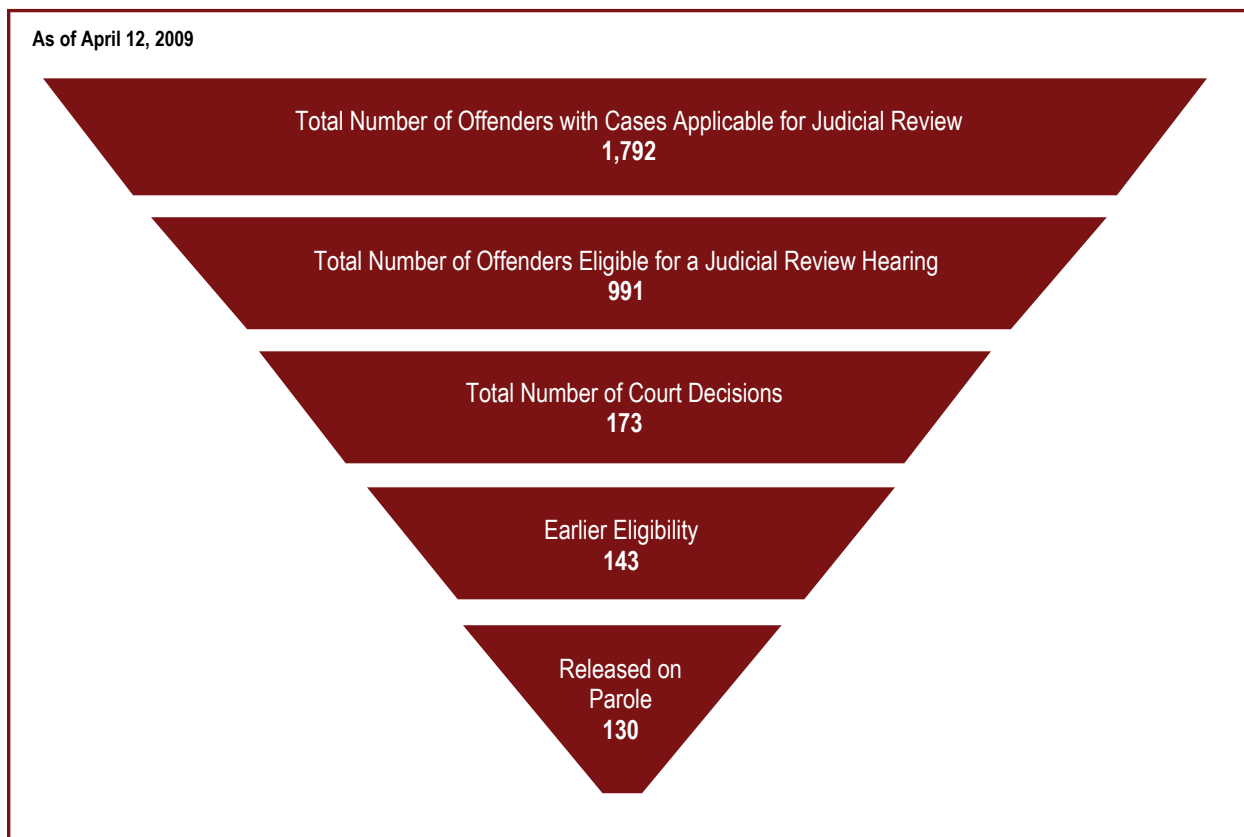 As of April 12, 2009
Total Number of Offenders with Cases Applicable for Judicial Review
1,792
Total Number of Offenders Eligible for a Judicial Review Hearing
991
Total Number of Court Decisions
173
Earlier Eligibility
143
Released on
Parole
130